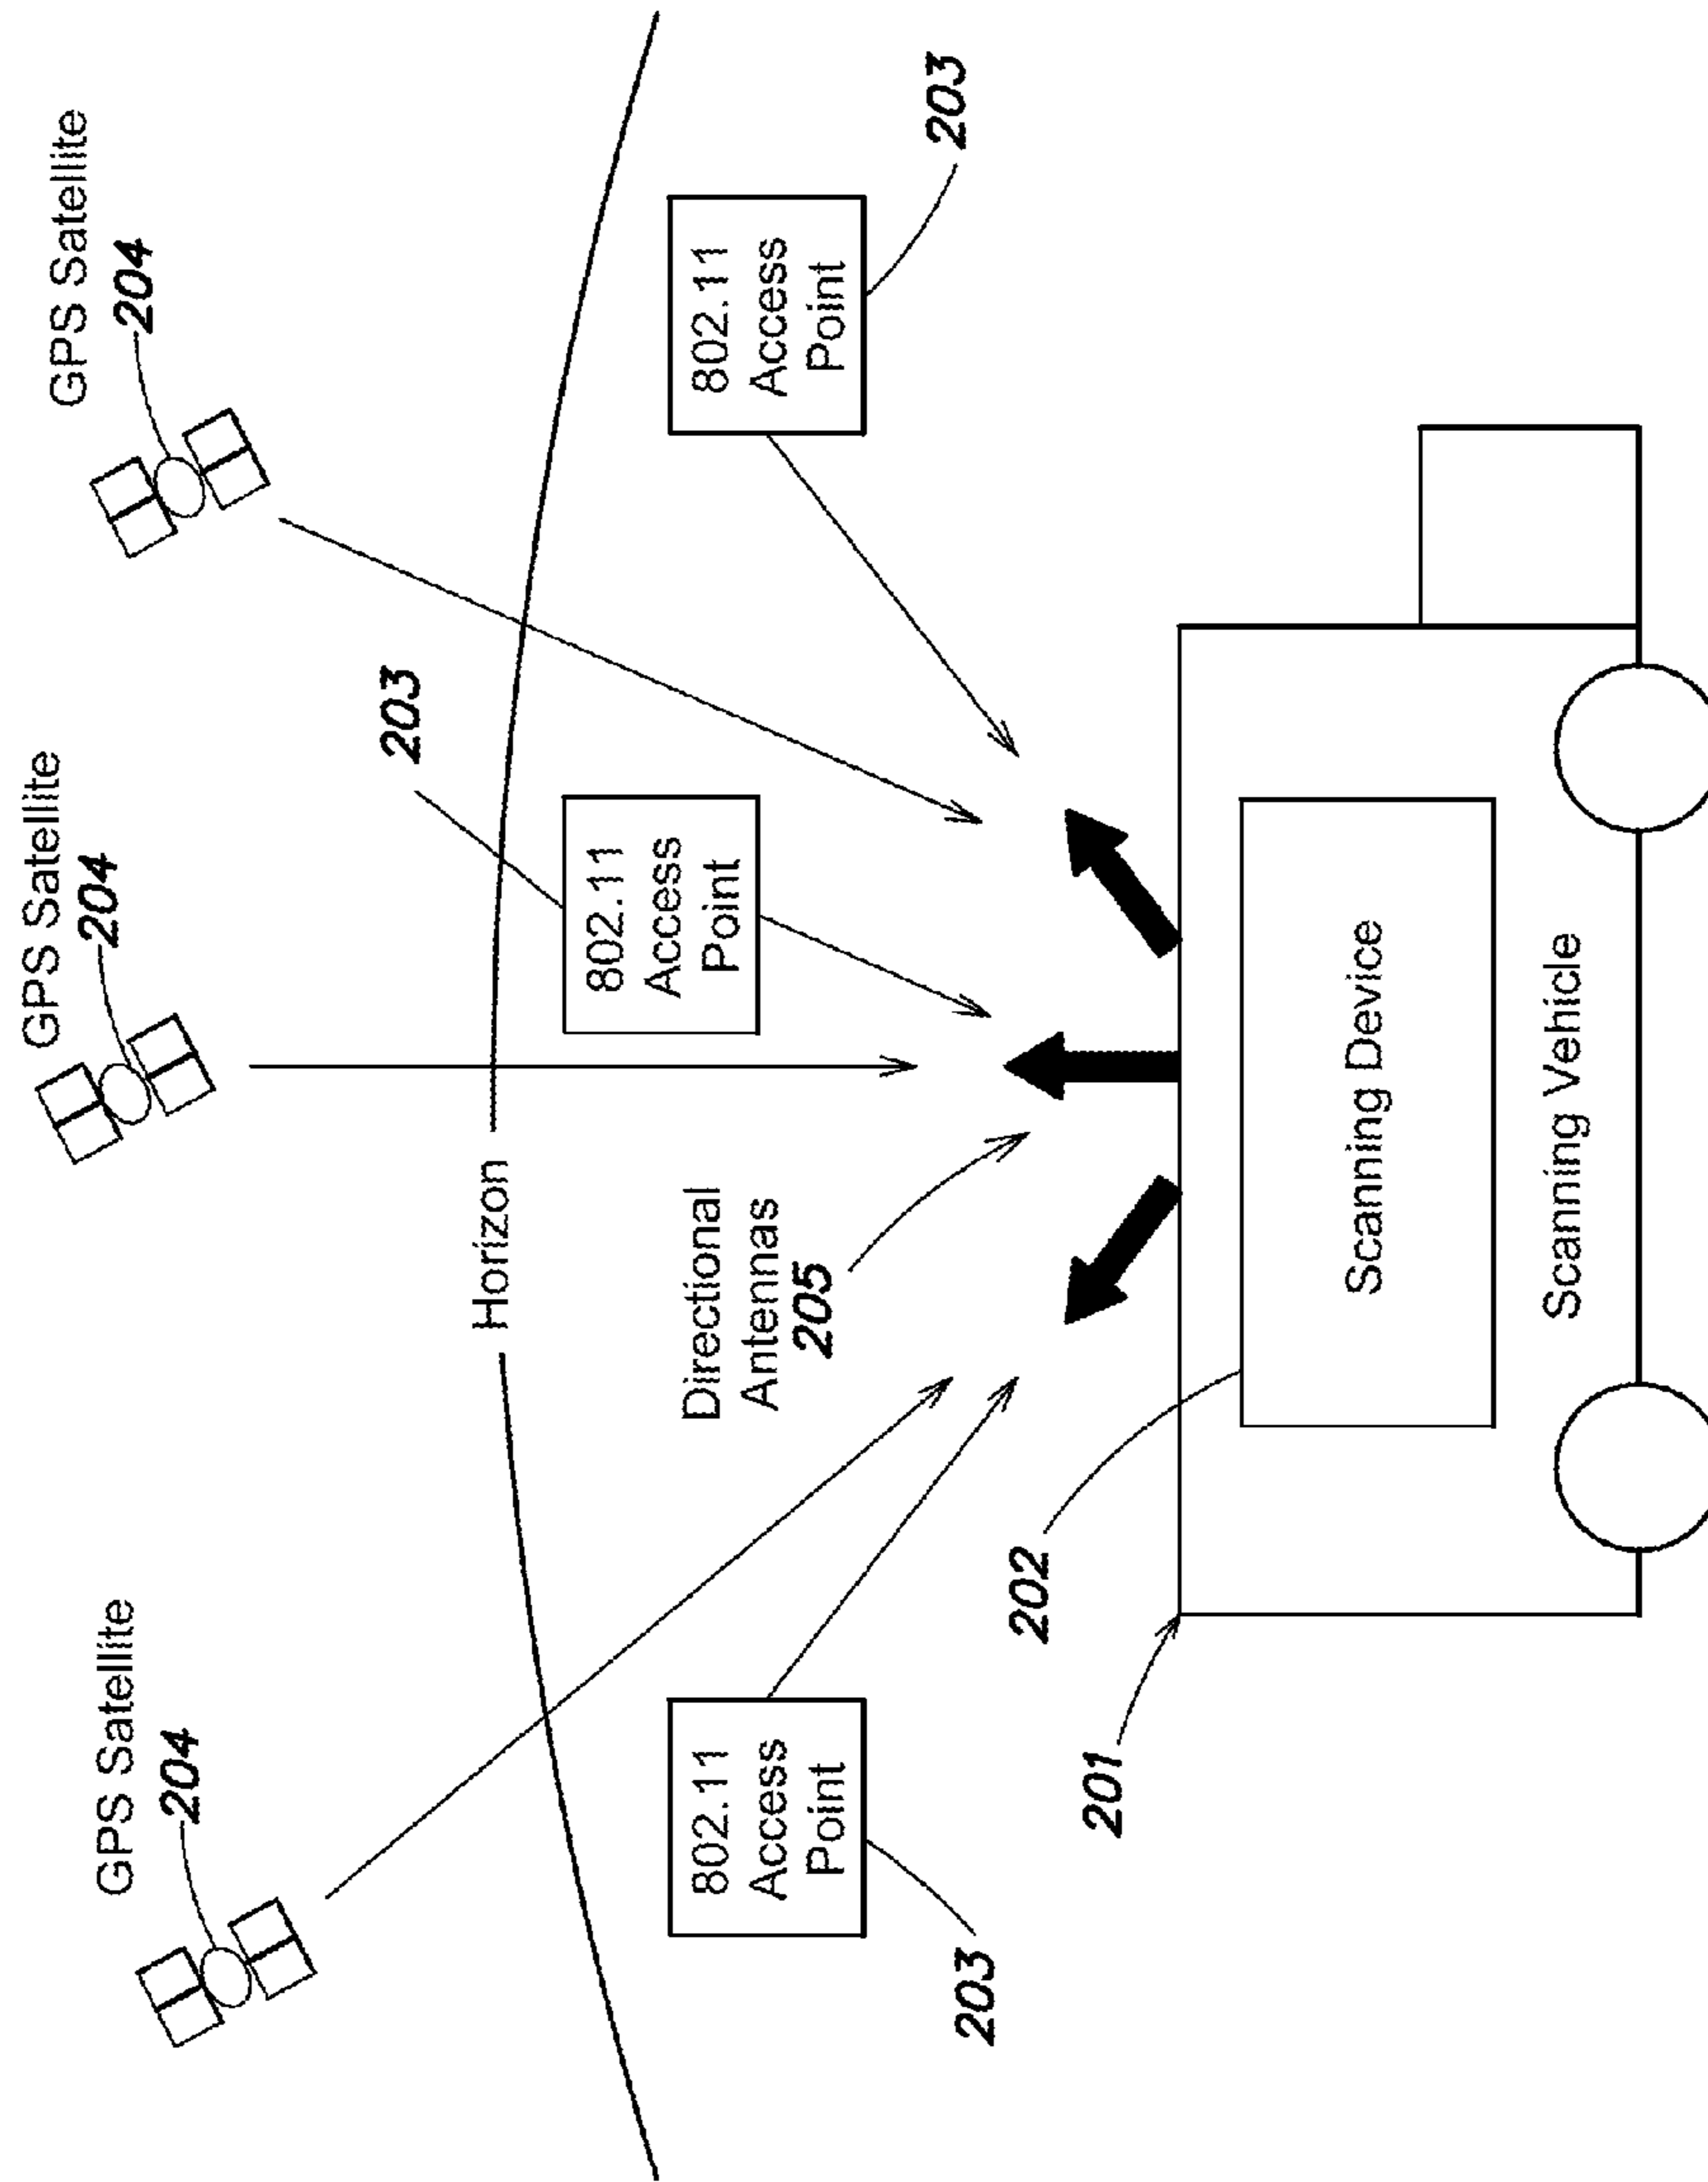 GPS Satellite
204
GPS Satellite
204
GPS Satellite
204
203
Horizon
802.11
Access
Point
Directional
Antennas
205
802.11
Access
Point
802.11
Access
Point
203
203
202
201
Scanning Device
Scanning Vehicle